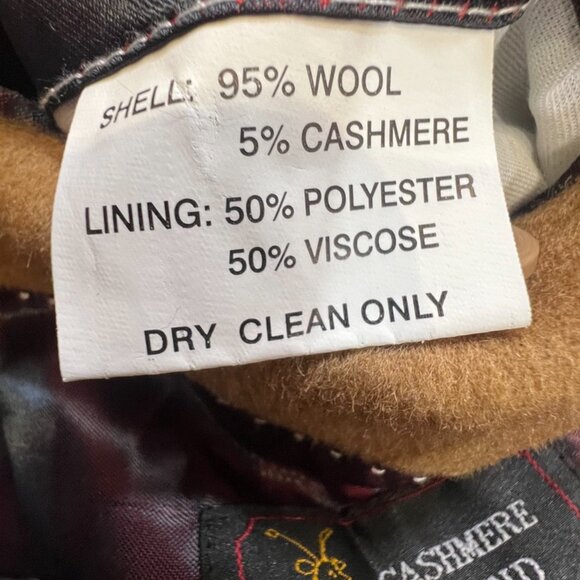 SHELL: 95% WOOL
5% CASHMERE
LINING: 50% POLYESTER
50% VISCOSE
DRY CLEAN ONLY
CASHMERE